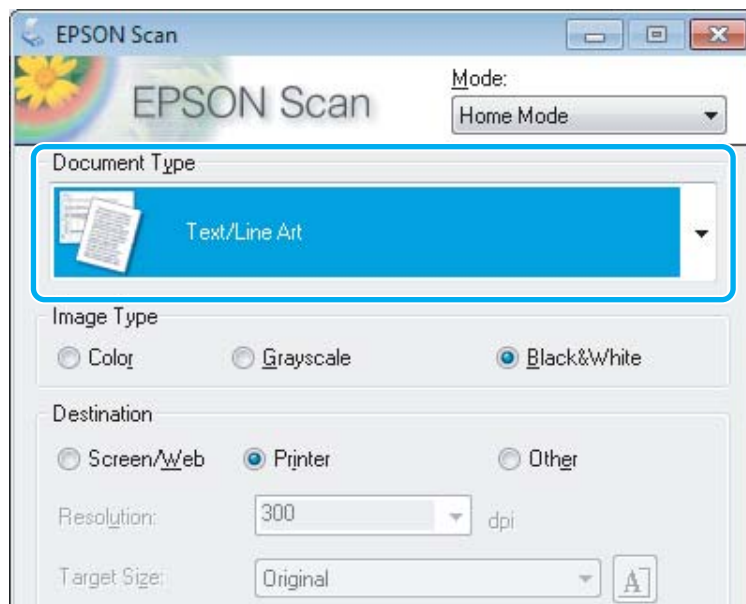 EPSON Scan
EPSON Scan
Mode:
Home Mode
Document Type
Text/Line Art
Image Type
Color Grayscale Black&White
Destination
Screen/Web Printer Other
Resolution: 300 dpi
Target Size: Original A